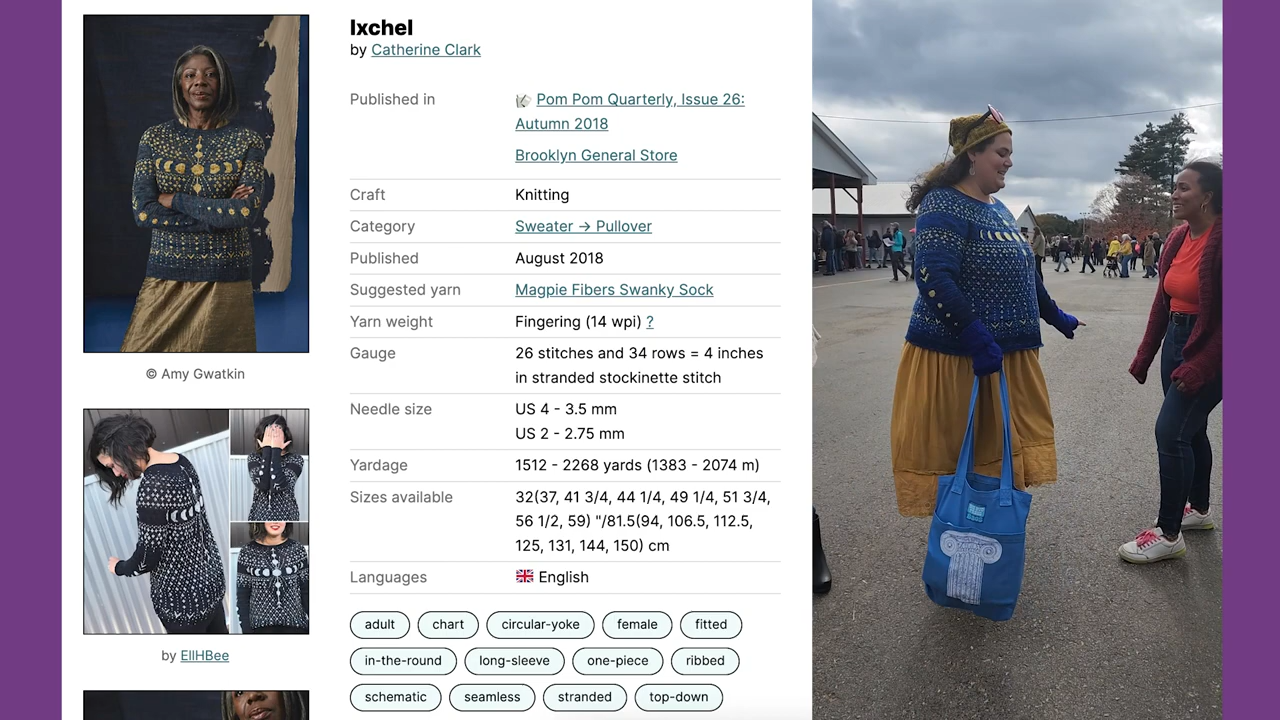 Ixchel
by Catherine Clark
Published in
Pom Pom Quarterly, Issue 26:
Autumn 2018
Brooklyn General Store
Craft
Knitting
Category
Sweater → Pullover
Published
August 2018
Suggested yarn
Magpie Fibers Swanky Sock
Yarn weight
Fingering (14 wpi) ?
Gauge
26 stitches and 34 rows = 4 inches
in stranded stockinette stitch
Needle size
US 4 - 3.5 mm
US 2 - 2.75 mm
Yardage
1512 - 2268 yards (1383 - 2074 m)
Sizes available
32(37, 41 3/4, 44 1/4, 49 1/4, 51 3/4,
56 1/2, 59) "/81.5(94, 106.5, 112.5,
125, 131, 144, 150) cm
Languages
English
adult chart circular-yoke female fitted
in-the-round long-sleeve one-piece ribbed
schematic seamless stranded top-down
© Amy Gwatkin
by EllHBee